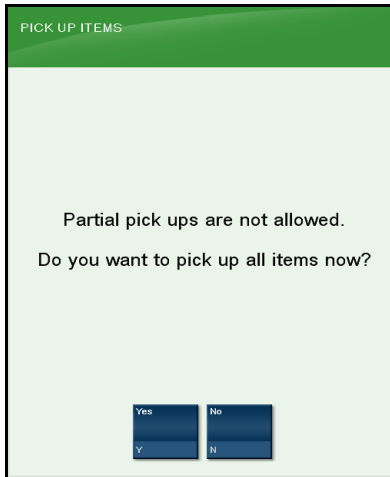 PICK UP ITEMS
Partial pick ups are not allowed.
Do you want to pick up all items now?
Yes No
Y N